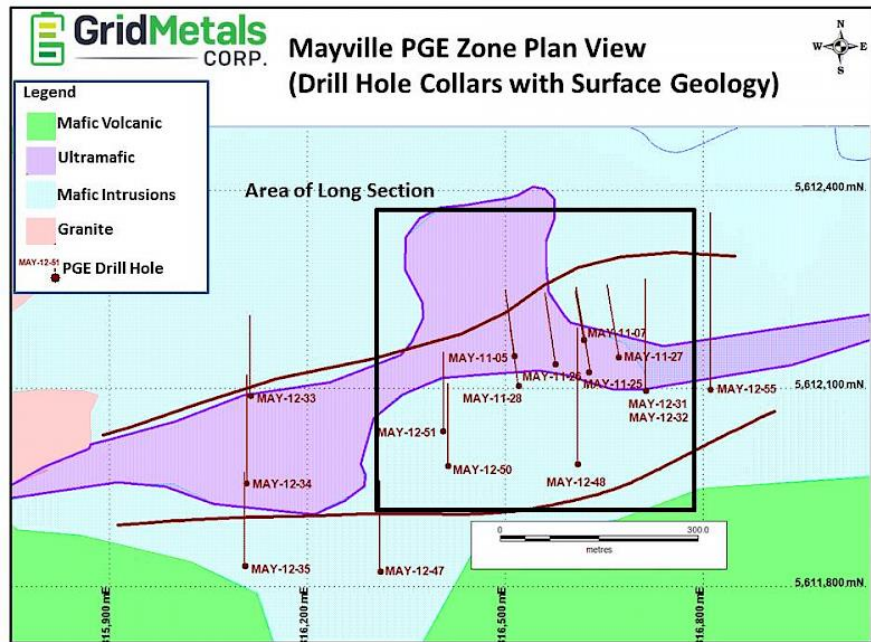 GridMetals
CORP.
Mayville PGE Zone Plan View
(Drill Hole Collars with Surface Geology)
N
W
E
S
Legend
Mafic Volcanic
Ultramafic
Mafic Intrusions
Granite
MAY-12-51
PGE Drill Hole
Area of Long Section
5,612,400 mN
MAY-11-07
MAY-11-05
MAY-11-27
MAY-11-26
MAY-11-25
MAY-11-28
5,612,100 mN
MAY-12-55
MAY-12-31
MAY-12-32
MAY-12-33
MAY-12-51
MAY-12-50
MAY-12-48
MAY-12-34
0
300.0
metres
MAY-12-35
MAY-12-47
5,611,800 mN
315,900 mE
316,200 mE
316,500 mE
316,800 mE